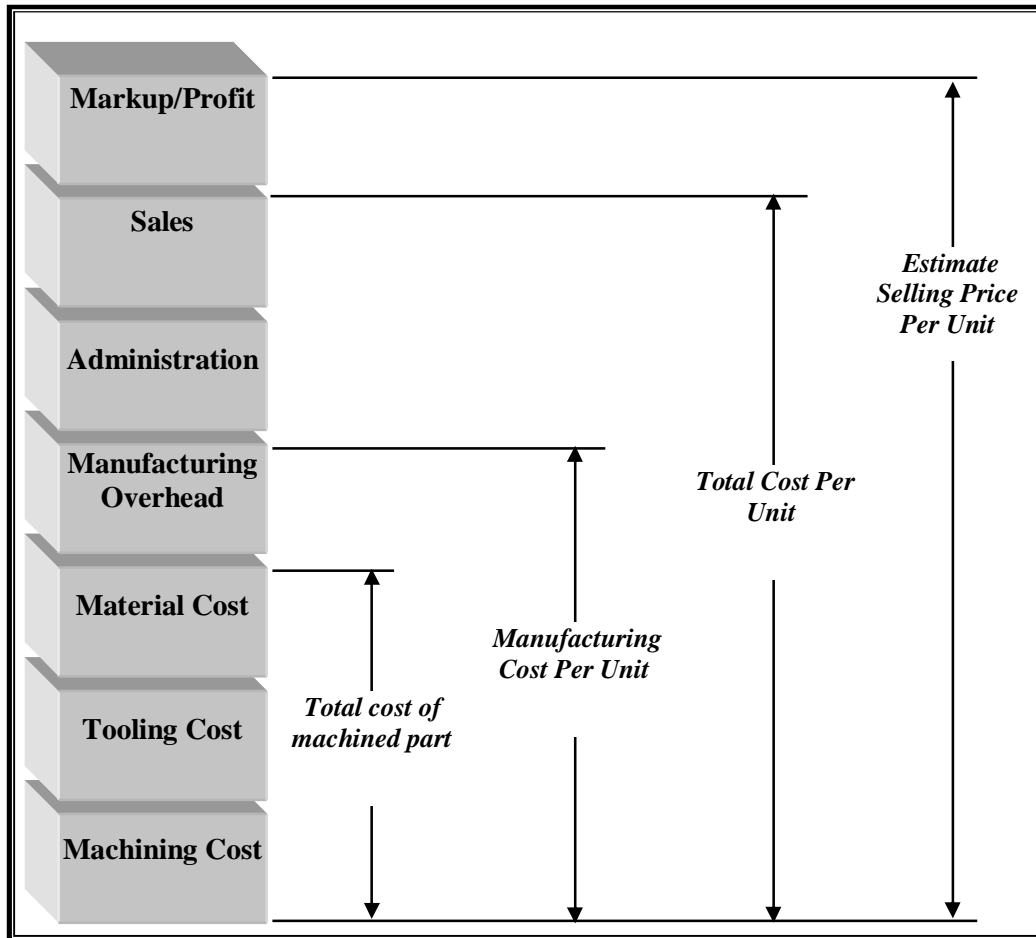 Markup/Profit
Sales
Administration
Manufacturing
Overhead
Material Cost
Tooling Cost
Machining Cost
Total cost of
machined part
Manufacturing
Cost Per Unit
Total Cost Per
Unit
Estimate
Selling Price
Per Unit